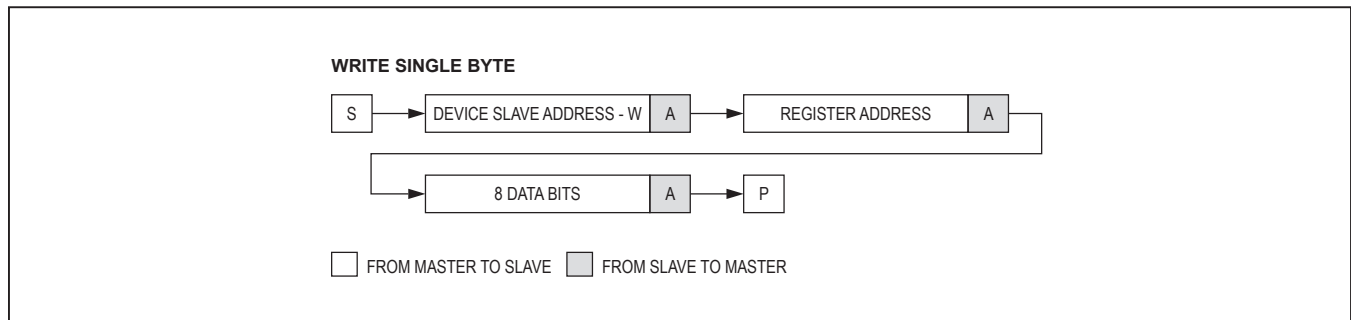 WRITE SINGLE BYTE
S DEVICE SLAVE ADDRESS - W A REGISTER ADDRESS A
8 DATA BITS A P
FROM MASTER TO SLAVE FROM SLAVE TO MASTER